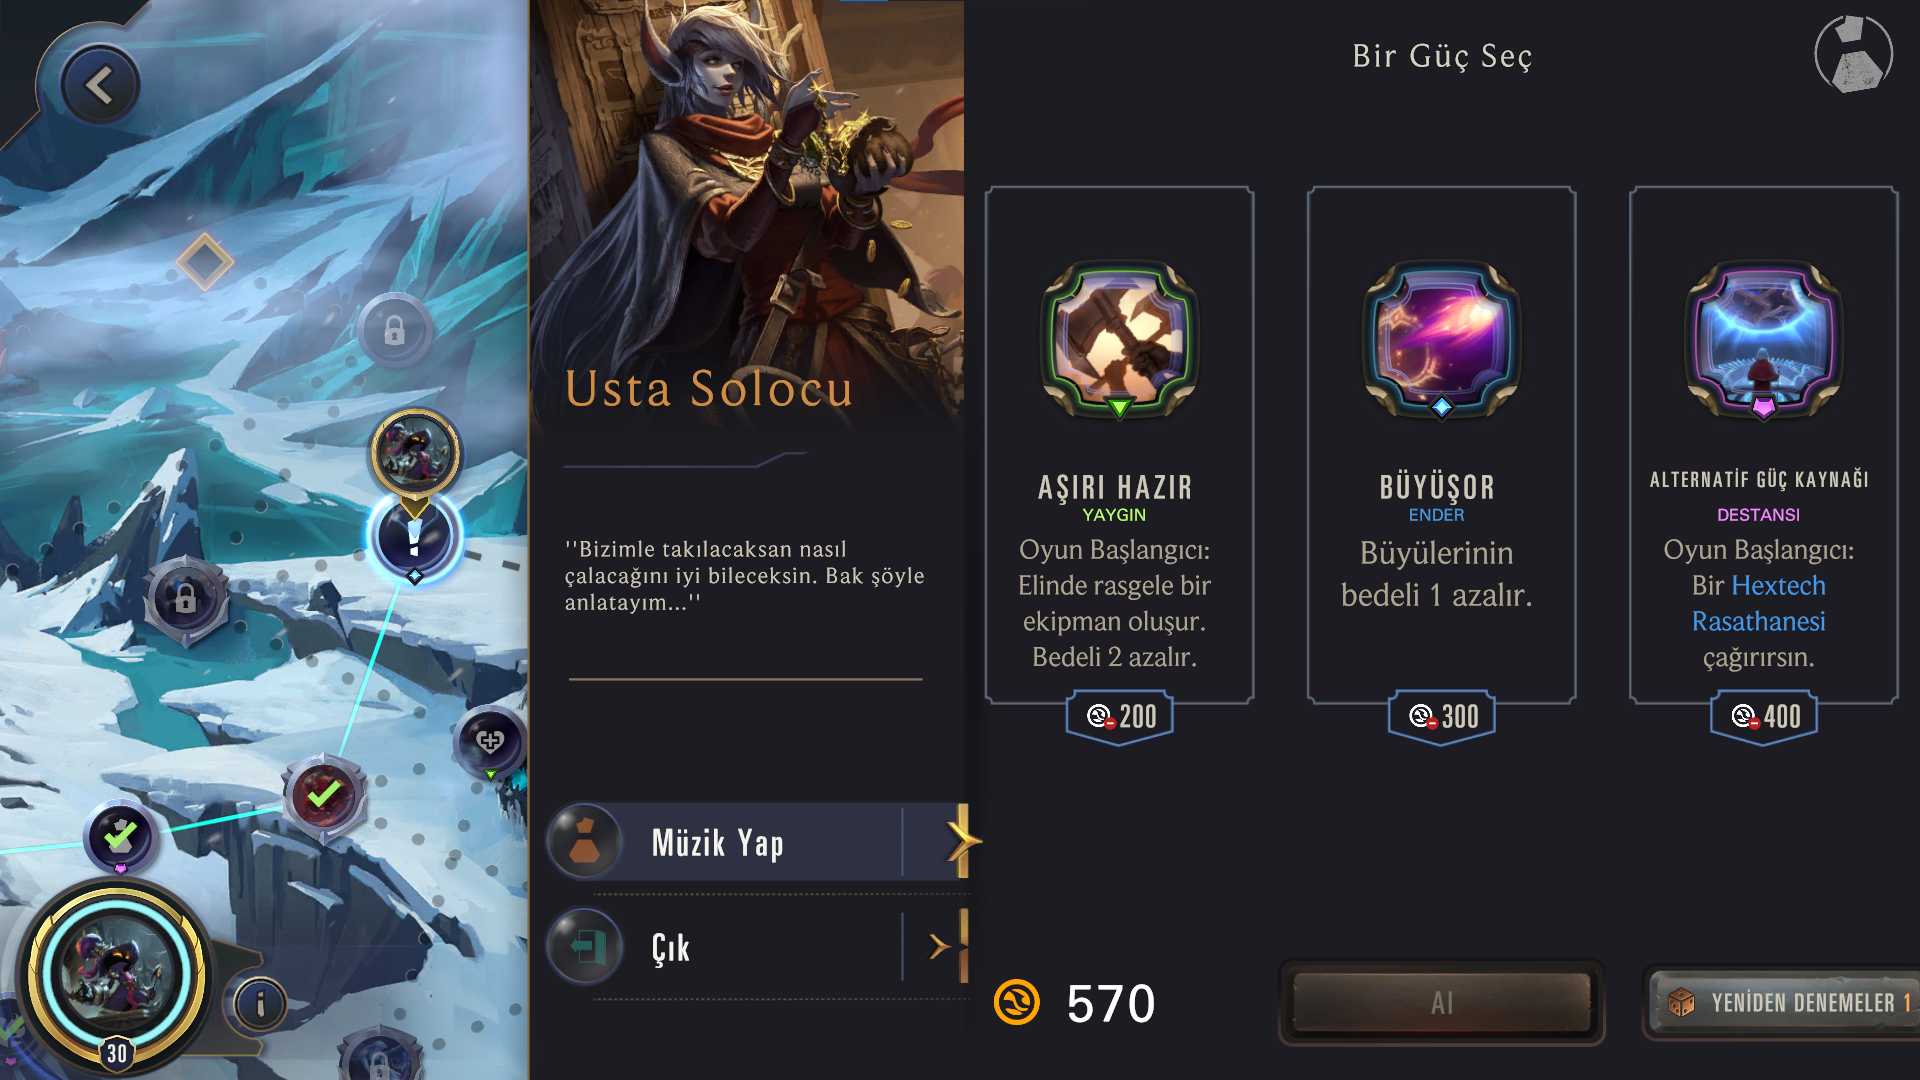 Bir Güç Seç
Usta Solocu
''Bizimle takılacaksan nasıl
çalacağını iyi bileceksin. Bak şöyle
anlatayım...''
Müzik Yap
Çık
AŞIRI HAZIR
YAYGIN
Oyun Başlangıcı:
Elinde rasgele bir
ekipman oluşur.
Bedeli 2 azalır.
200
BÜYÜŞOR
ENDER
Büyülerinin
bedeli 1 azalır.
300
ALTERNATİF GÜÇ KAYNAĞI
DESTANSI
Oyun Başlangıcı:
Bir Hextech
Rasathanesi
çağırırsın.
400
570
Al
YENİDEN DENEMELER 1
30